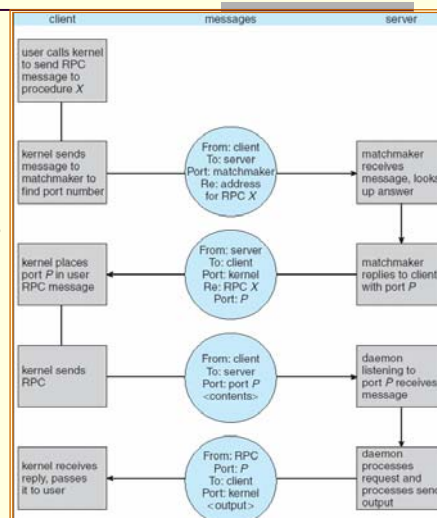 client messages server
user calls kernel
to send RPC
message to
procedure X
kernel sends
message to
matchmaker to
find port number
From: client
To: server
Port: matchmaker
Re: address
for RPC X
matchmaker
receives
message, looks
up answer
kernel places
port P in user
RPC message
From: server
To: client
Port: kernel
Re: RPC X
Port: P
matchmaker
replies to client
with port P
kernel sends
RPC
From: client
To: server
Port: port P
<contents>
daemon
listening to
port P receives
message
kernel receives
reply, passes
it to user
From: RPC
Port: P
To: client
Port: kernel
<output>
daemon
processes
request and
processes send
output